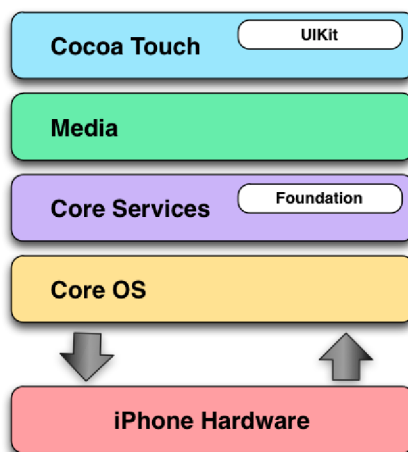 UIKit
Cocoa Touch
Media
Foundation
Core Services
Core OS
iPhone Hardware